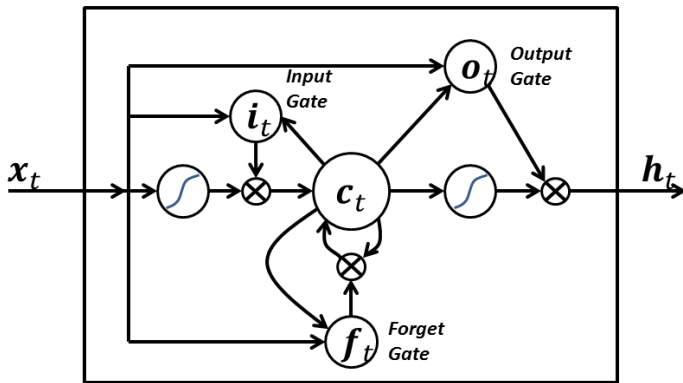 Output
Gate
o_t
Input
Gate
i_t
x_t
c_t
h_t
f_t
Forget
Gate